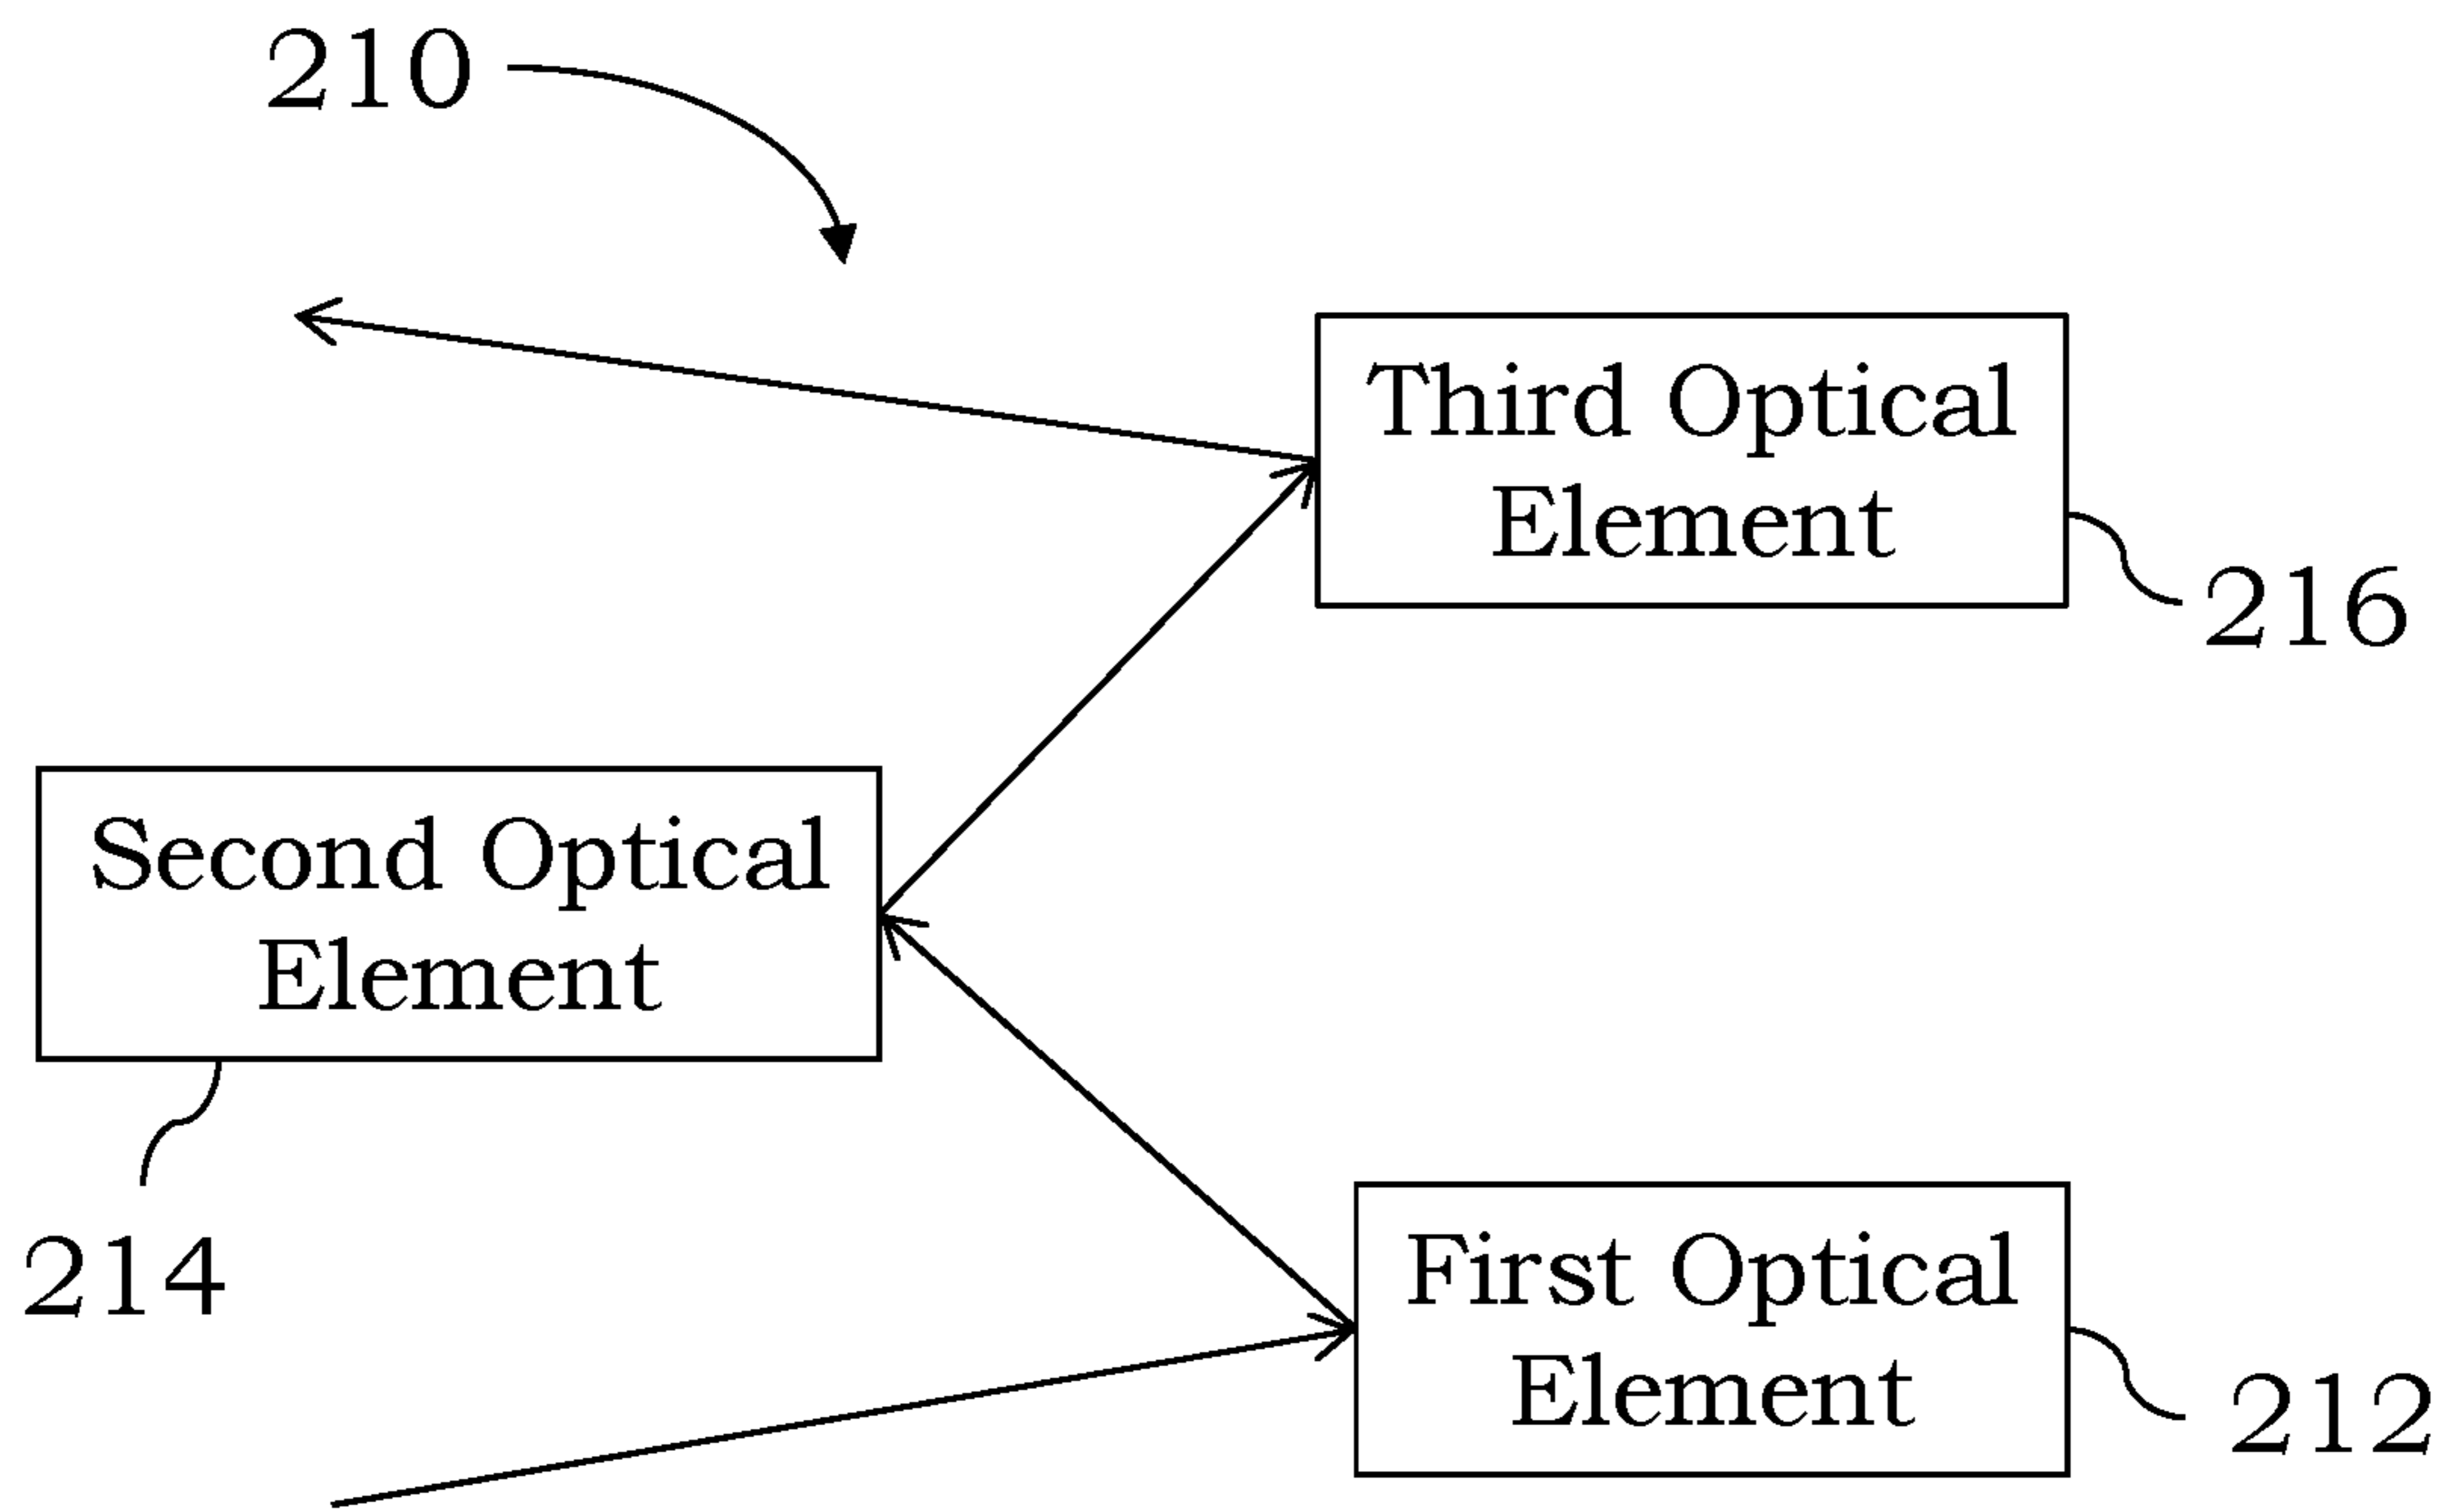 210
Third Optical
Element
216
Second Optical
Element
214
First Optical
Element
212